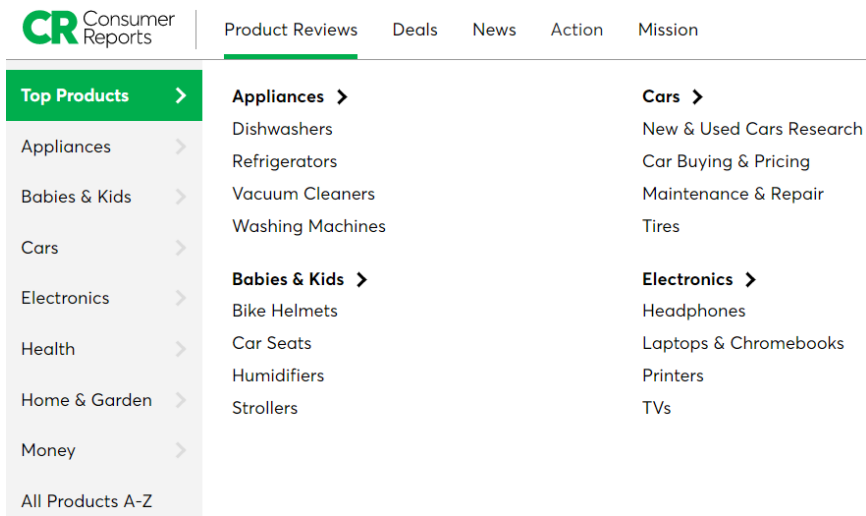 CR Consumer Reports
Product Reviews Deals News Action Mission
Top Products
Appliances
Babies & Kids
Cars
Electronics
Health
Home & Garden
Money
All Products A-Z
Appliances
Dishwashers
Refrigerators
Vacuum Cleaners
Washing Machines
Babies & Kids
Bike Helmets
Car Seats
Humidifiers
Strollers
Cars
New & Used Cars Research
Car Buying & Pricing
Maintenance & Repair
Tires
Electronics
Headphones
Laptops & Chromebooks
Printers
TVs